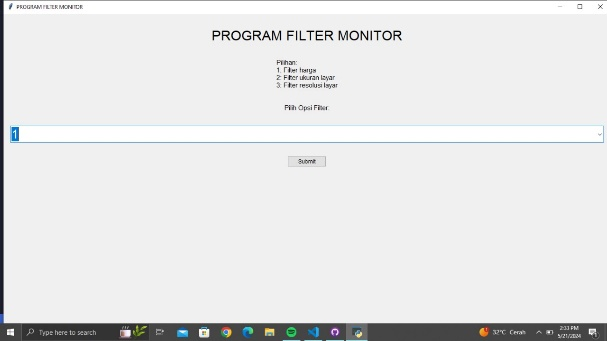 PROGRAM FILTER MONITOR
PROGRAM FILTER MONITOR
Pilihan:
1: Filter harga
2: Filter ukuran layar
3: Filter resolusi layar
Pilih Opsi Filter:
1
Submit
Type here to search
32°C Cerah
2:03 PM
5/21/2024